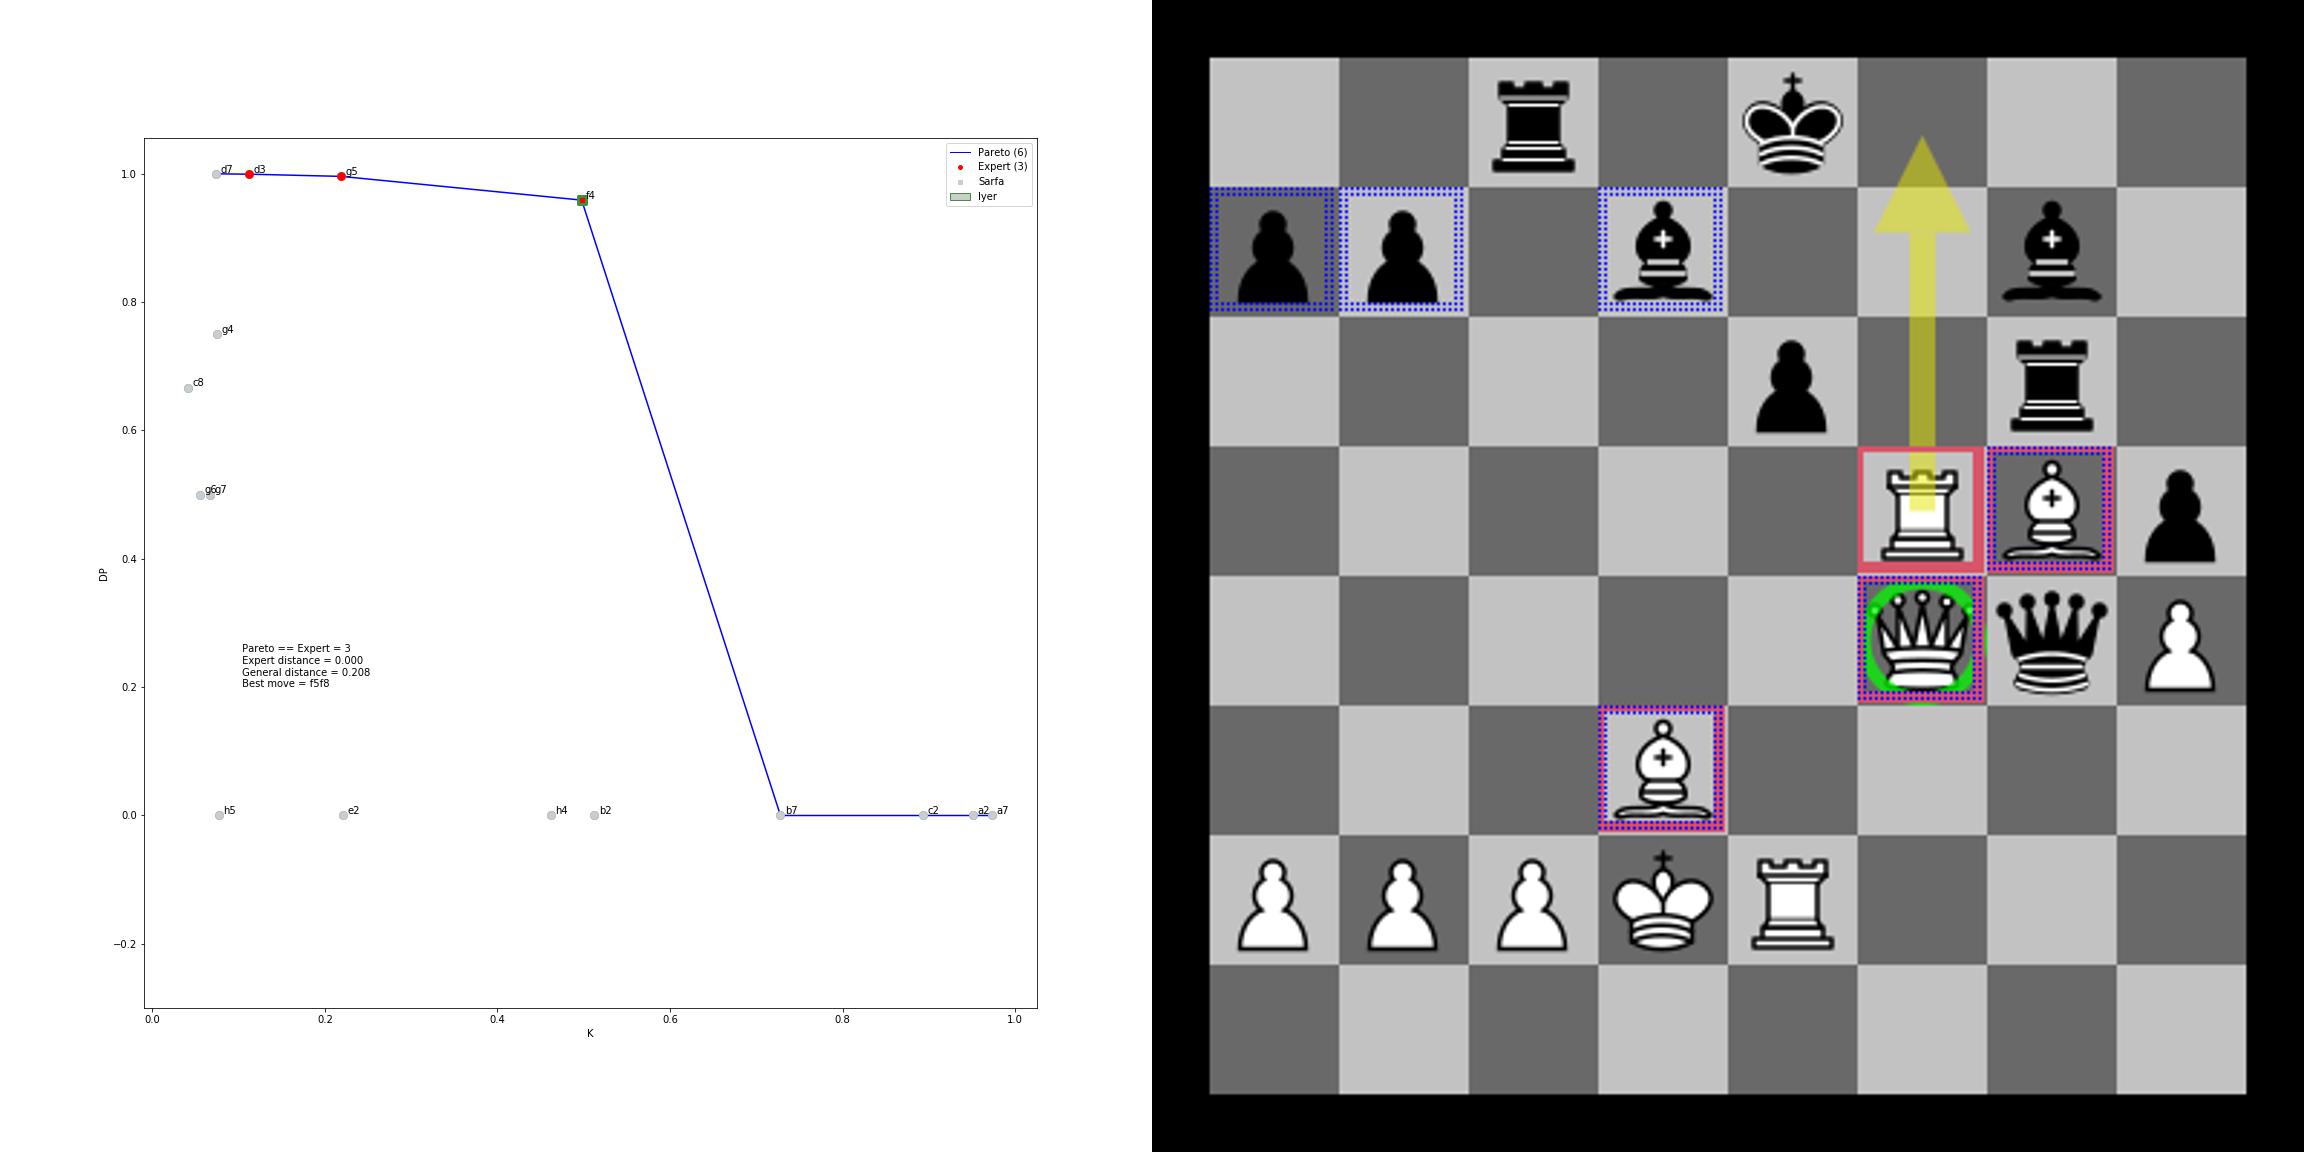 Pareto (6)
Expert (3)
Sarfa
Iyer
d7
d3
g5
f4
g4
c8
g6
g7
Pareto == Expert = 3
Expert distance = 0.000
General distance = 0.208
Best move = f5f8
h5
e2
h4
b2
b7
c2
a2
a7
1.0
0.8
0.6
0.4
0.2
0.0
−0.2
DP
0.0
0.2
0.4
0.6
0.8
1.0
K